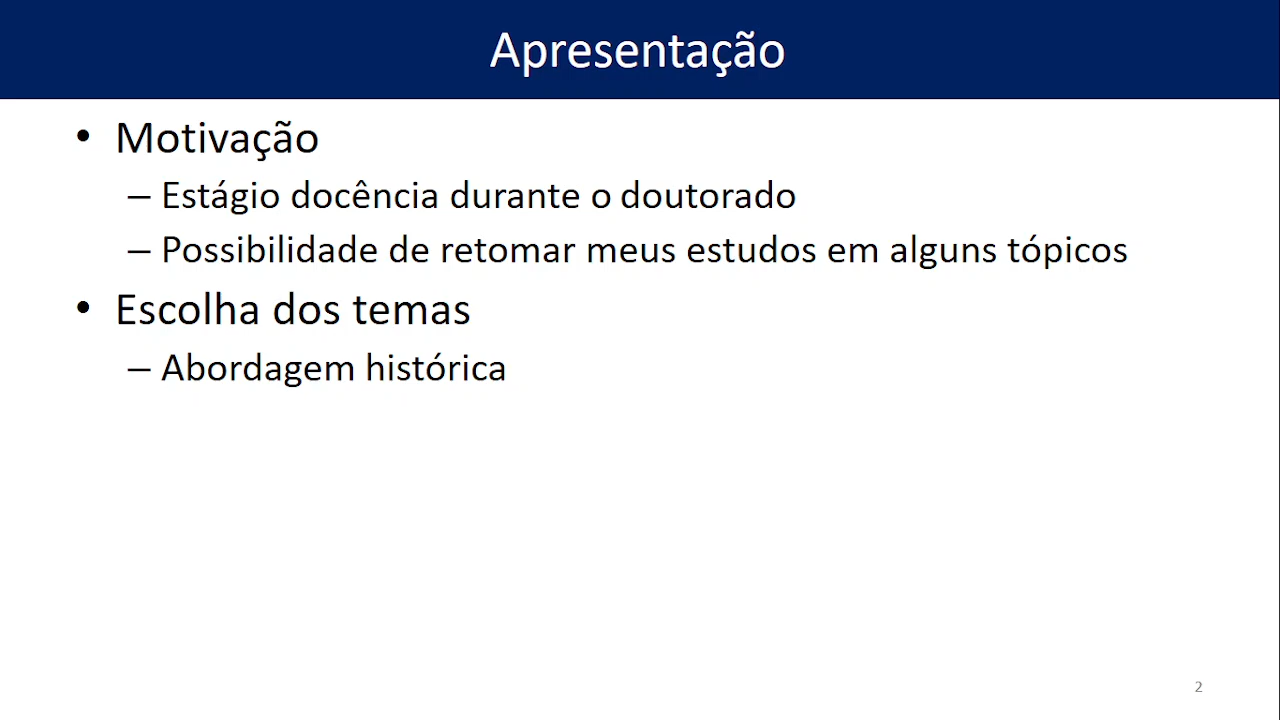 Apresentação
• Motivação
– Estágio docência durante o doutorado
– Possibilidade de retomar meus estudos em alguns tópicos
• Escolha dos temas
– Abordagem histórica
2